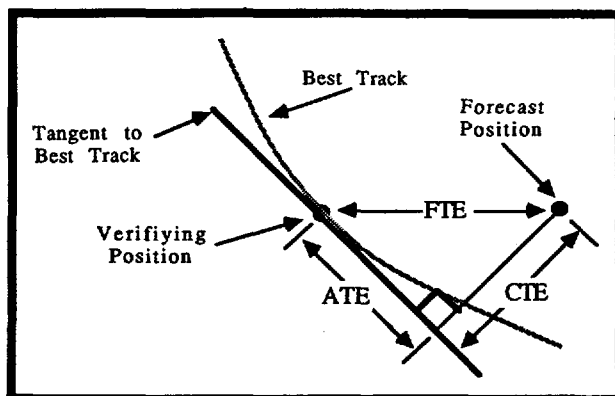 Best Track
Forecast
Position
Tangent to
Best Track
FTE
Verifiying
Position
ATE
CTE